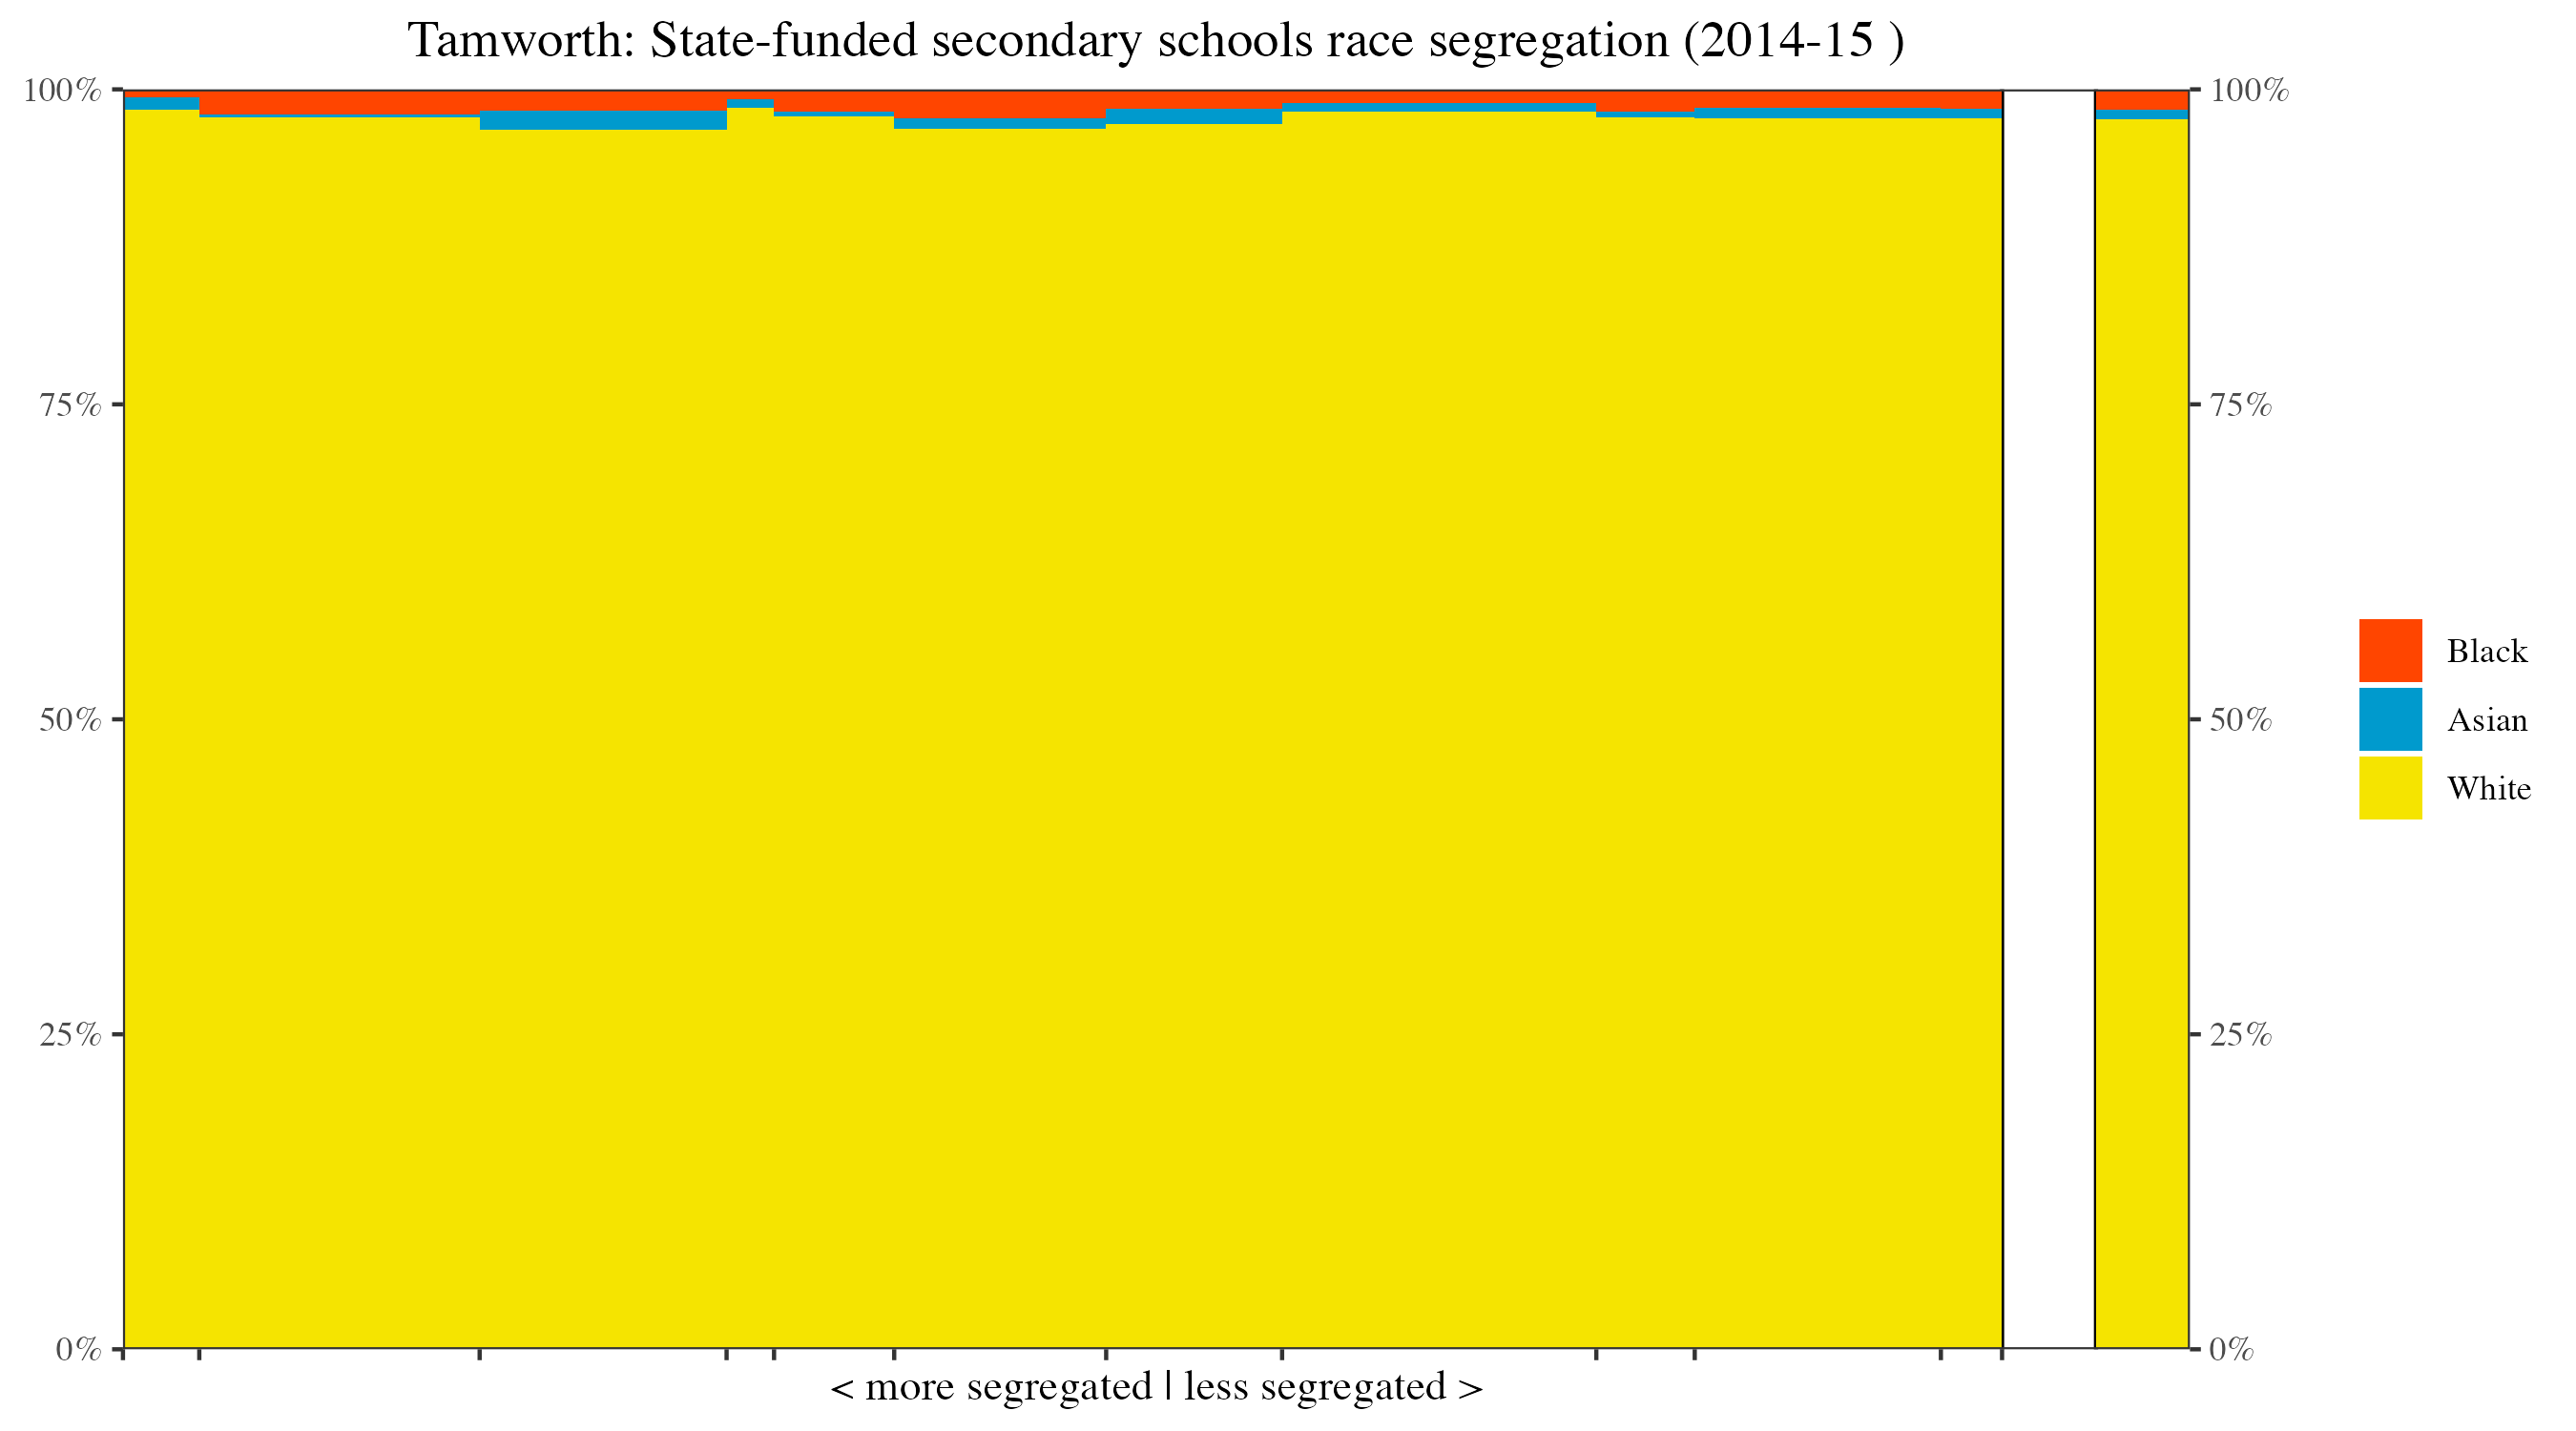 Tamworth: State-funded secondary schools race segregation (2014-15 )
100%
75%
50%
25%
0%
100%
75%
50%
25%
0%
< more segregated | less segregated >
Black
Asian
White